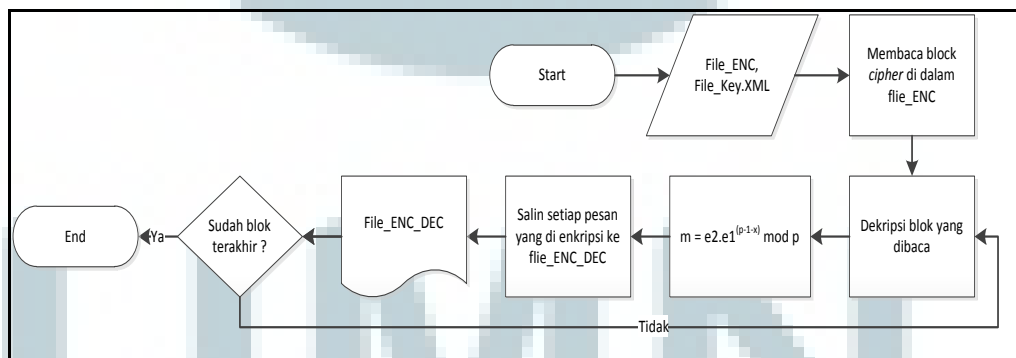 Start
File_ENC,
File_Key.XML
Membaca block
cipher di dalam
flie_ENC
Dekripsi blok yang
dibaca
m = e2.e1^(p-1-x) mod p
Salin setiap pesan
yang di enkripsi ke
flie_ENC_DEC
File_ENC_DEC
Sudah blok
terakhir ?
Ya
End
Tidak